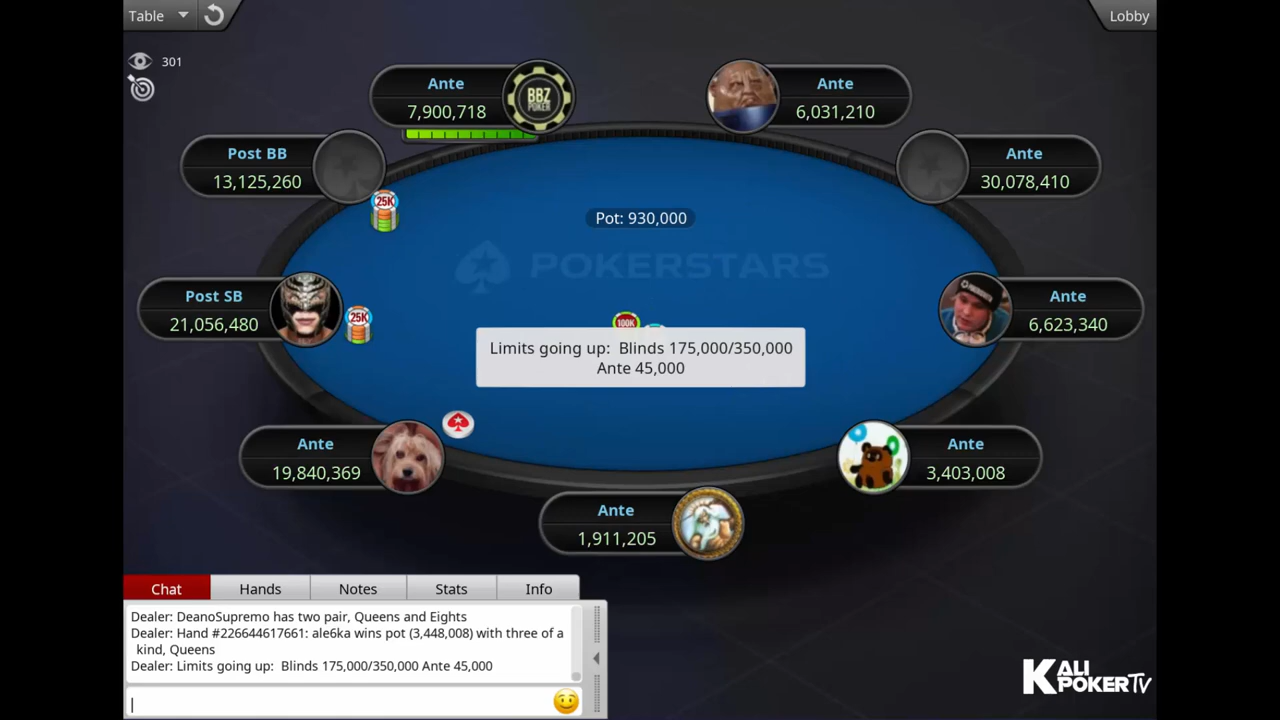 Table
Lobby
301
Ante
7,900,718
BBZ
POKER
Ante
6,031,210
Post BB
13,125,260
Ante
30,078,410
25K
Pot: 930,000
POKERSTARS
Post SB
21,056,480
25K
Ante
6,623,340
100K
Limits going up:  Blinds 175,000/350,000
Ante 45,000
Ante
19,840,369
Ante
3,403,008
Ante
1,911,205
Chat
Hands
Notes
Stats
Info
Dealer: DeanoSupremo has two pair, Queens and Eights
Dealer: Hand #226644617661: ale6ka wins pot (3,448,008) with three of a
kind, Queens
Dealer: Limits going up:  Blinds 175,000/350,000 Ante 45,000
KALI
POKERTV